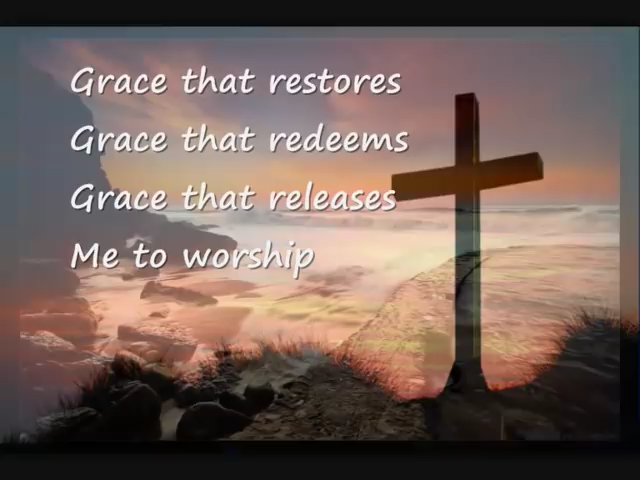 Grace that restores
Grace that redeems
Grace that releases
Me to worship